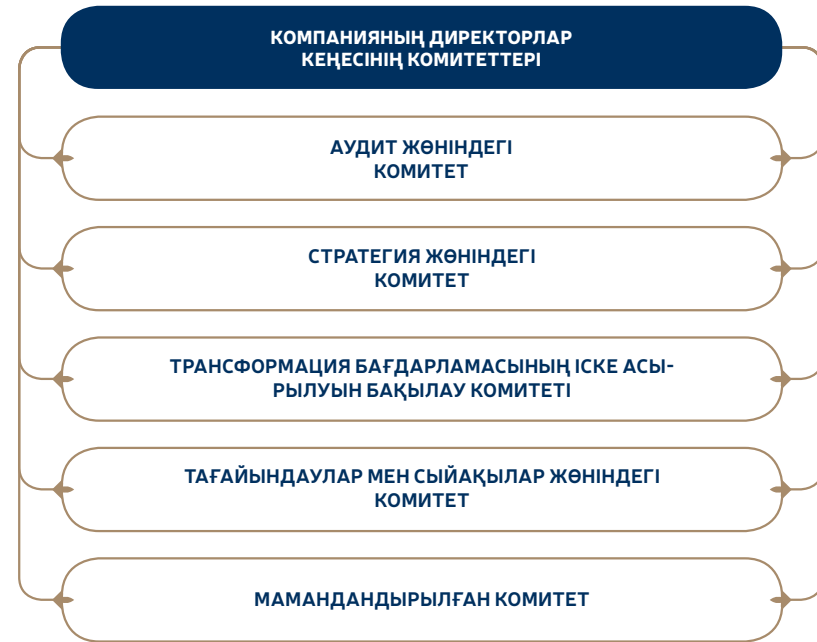 КОМПАНИЯНЫҢ ДИРЕКТОРЛАР
КЕҢЕСІНІҢ КОМИТЕТТЕРІ
АУДИТ ЖӨНІНДЕГІ
КОМИТЕТ
СТРАТЕГИЯ ЖӨНІНДЕГІ
КОМИТЕТ
ТРАНСФОРМАЦИЯ БАҒДАРЛАМАСЫНЫҢ ІСКЕ АСЫ-
РЫЛУЫН БАҚЫЛАУ КОМИТЕТІ
ТАҒАЙЫНДАУЛАР МЕН СЫЙАҚЫЛАР ЖӨНІНДЕГІ
КОМИТЕТ
МАМАНДАНДЫРЫЛҒАН КОМИТЕТ